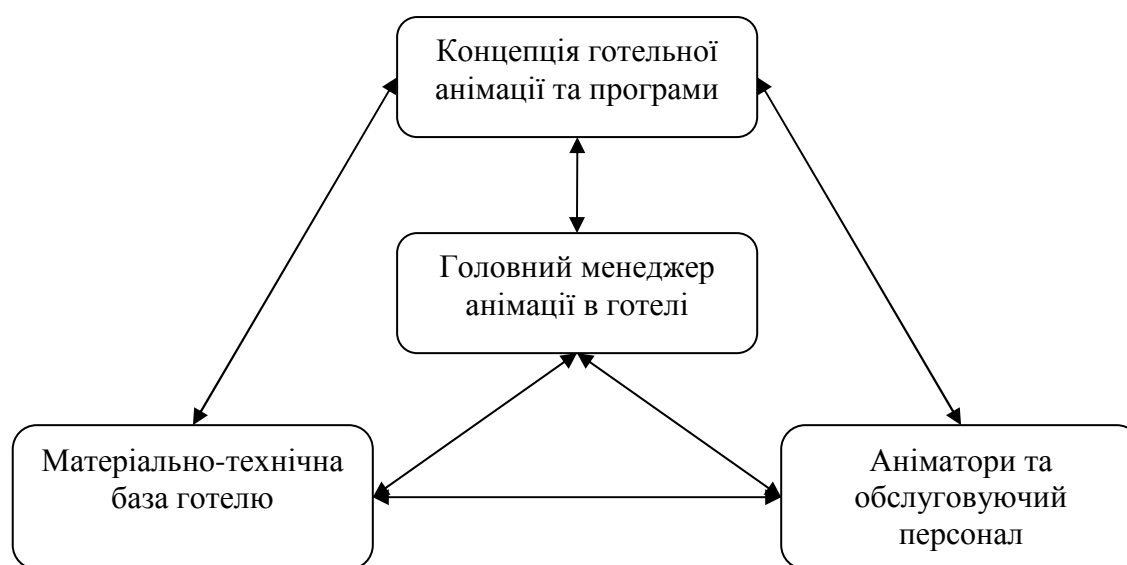 Концепція готельної
анімації та програми
Головний менеджер
анімації в готелі
Матеріально-технічна
база готелю
Аніматори та
обслуговуючий
персонал